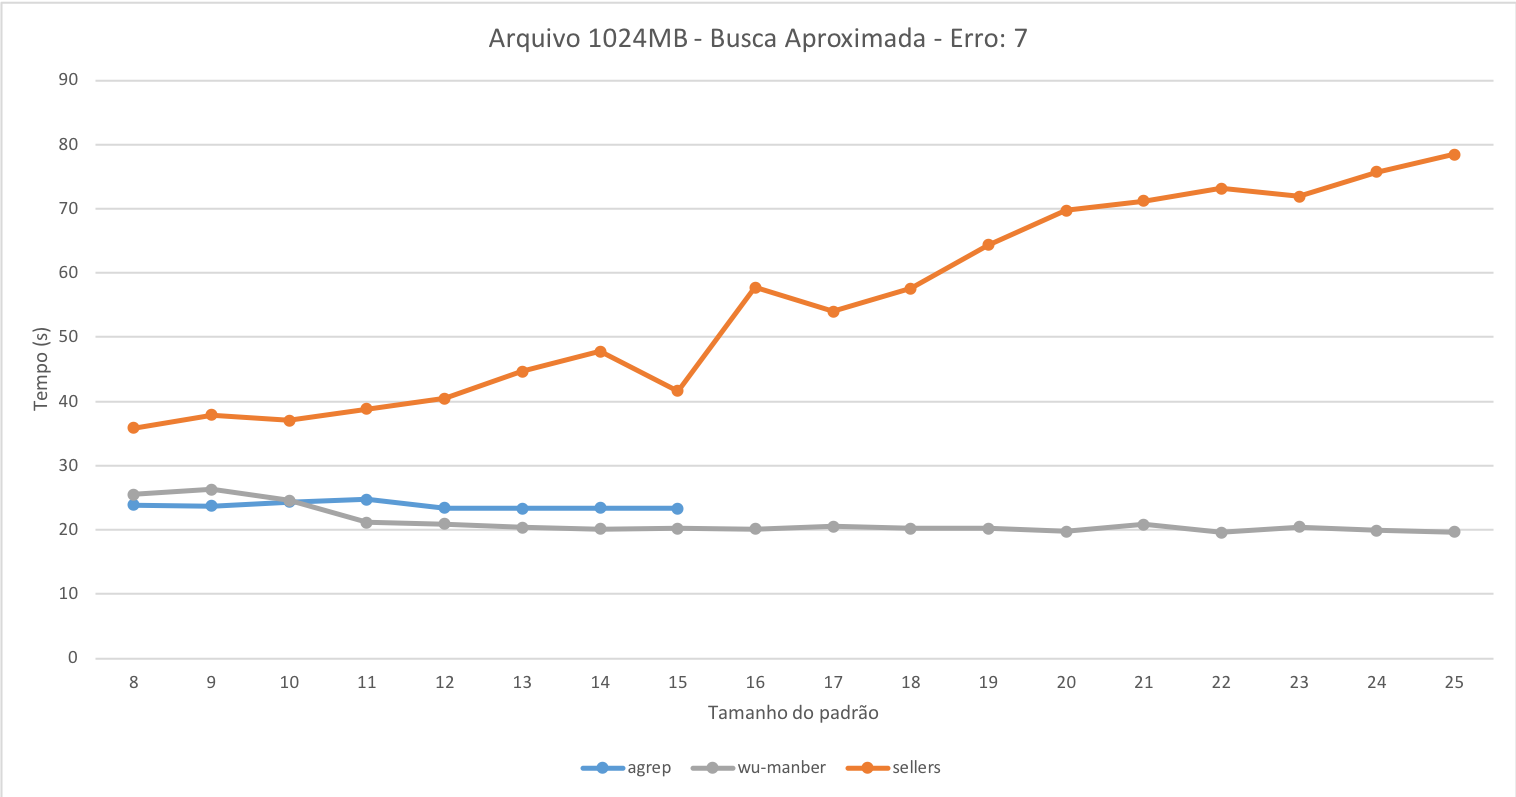 Arquivo 1024MB - Busca Aproximada - Erro: 7
90
80
70
60
50
40
30
20
10
0
Tempo (s)
8 9 10 11 12 13 14 15 16 17 18 19 20 21 22 23 24 25
Tamanho do padrão
agrep wu-manber sellers